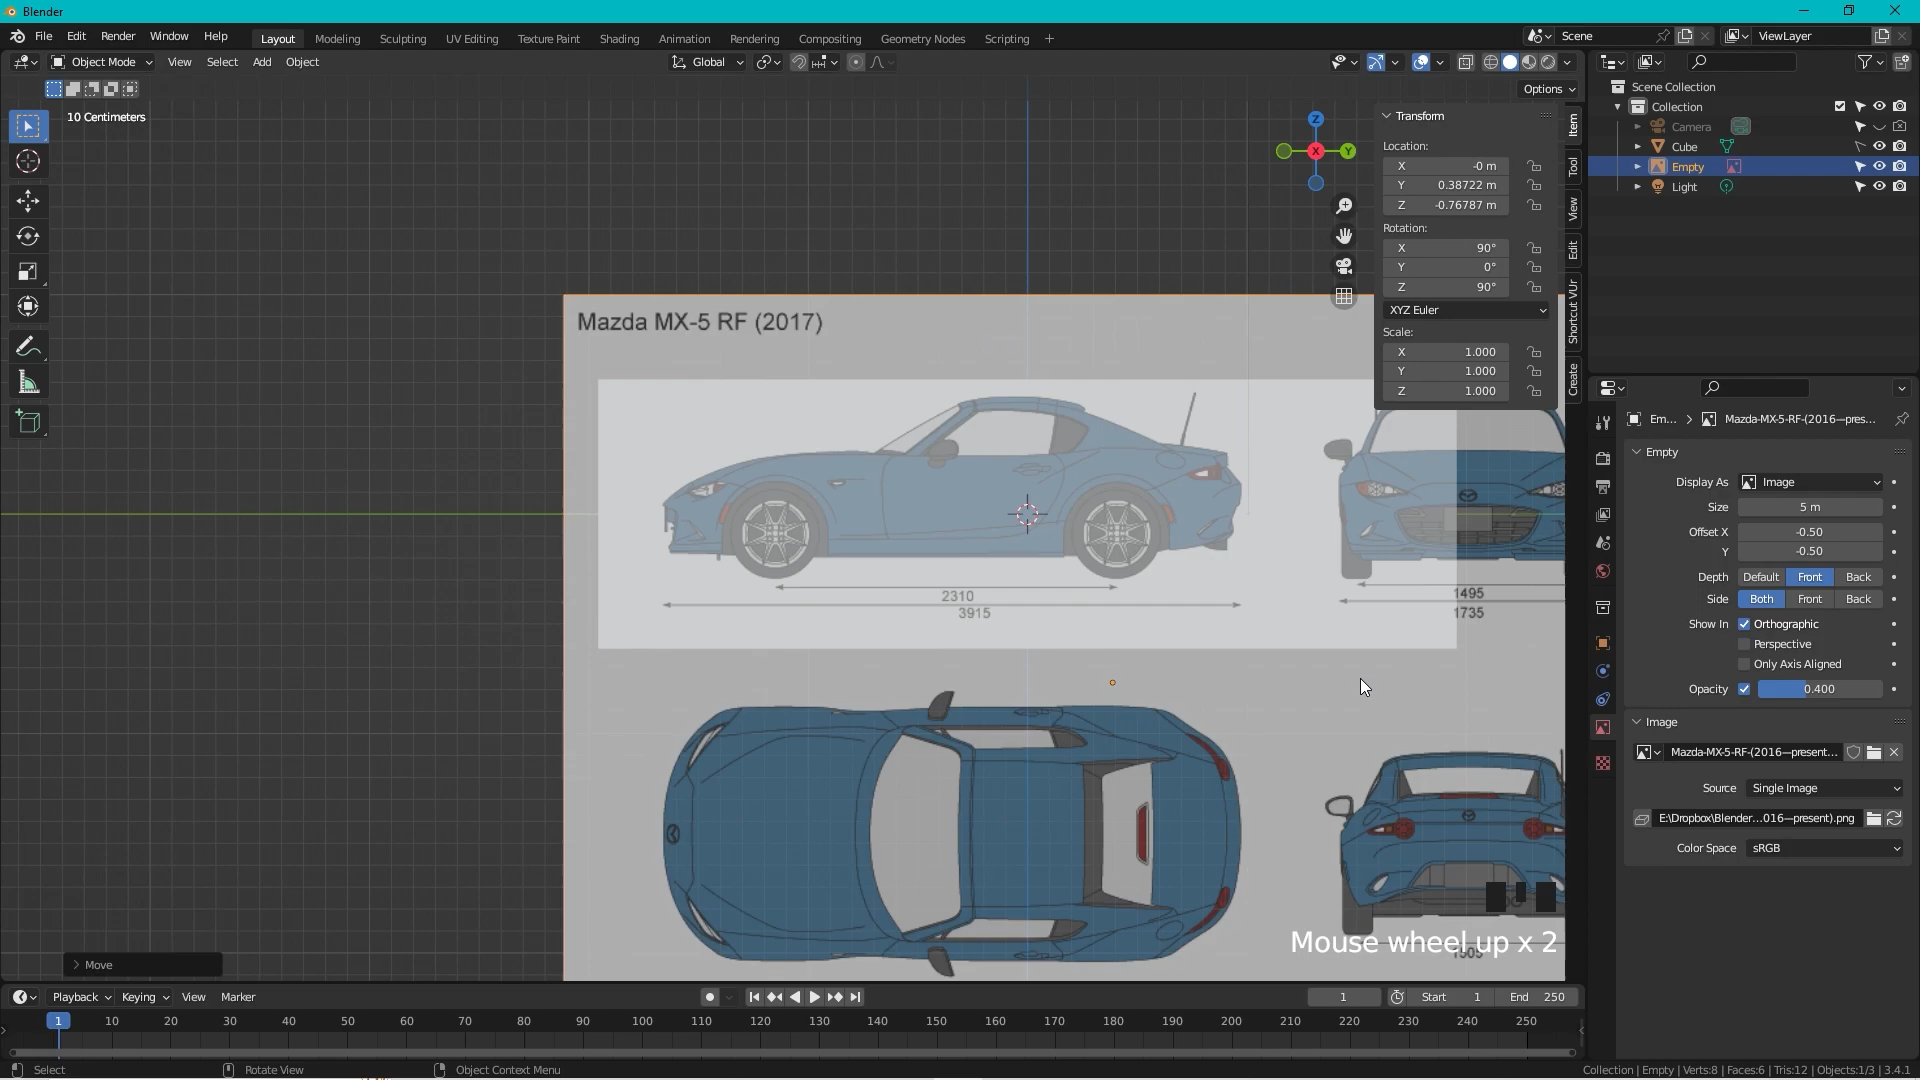 Blender
File Edit Render Window Help
Layout Modeling Sculpting UV Editing Texture Paint Shading Animation Rendering Compositing Geometry Nodes Scripting +
Scene
ViewLayer
Object Mode View Select Add Object
Global
Options
10 Centimeters
Z
X
Y
Transform
Location:
X -0 m
Y 0.38722 m
Z -0.76787 m
Rotation:
X 90°
Y 0°
Z 90°
XYZ Euler
Scale:
X 1.000
Y 1.000
Z 1.000
Item
Tool
View
Edit
Shortcut VUr
Create
Mazda MX-5 RF (2017)
2310
3915
1495
1735
1505
Mouse wheel up x 2
Move
Scene Collection
Collection
Camera
Cube
Empty
Light
Em... > Mazda-MX-5-RF-(2016—pres...
Empty
Display As Image
Size 5 m
Offset X -0.50
Y -0.50
Depth Default Front Back
Side Both Front Back
Show In Orthographic
Perspective
Only Axis Aligned
Opacity 0.400
Image
Mazda-MX-5-RF-(2016—present...
Source Single Image
E:\Dropbox\Blender...016—present).png
Color Space sRGB
Playback Keying View Marker
1
Start 1
End 250
1 10 20 30 40 50 60 70 80 90 100 110 120 130 140 150 160 170 180 190 200 210 220 230 240 250
Select
Rotate View
Object Context Menu
Collection | Empty | Verts:8 | Faces:6 | Tris:12 | Objects:1/3 | 3.4.1